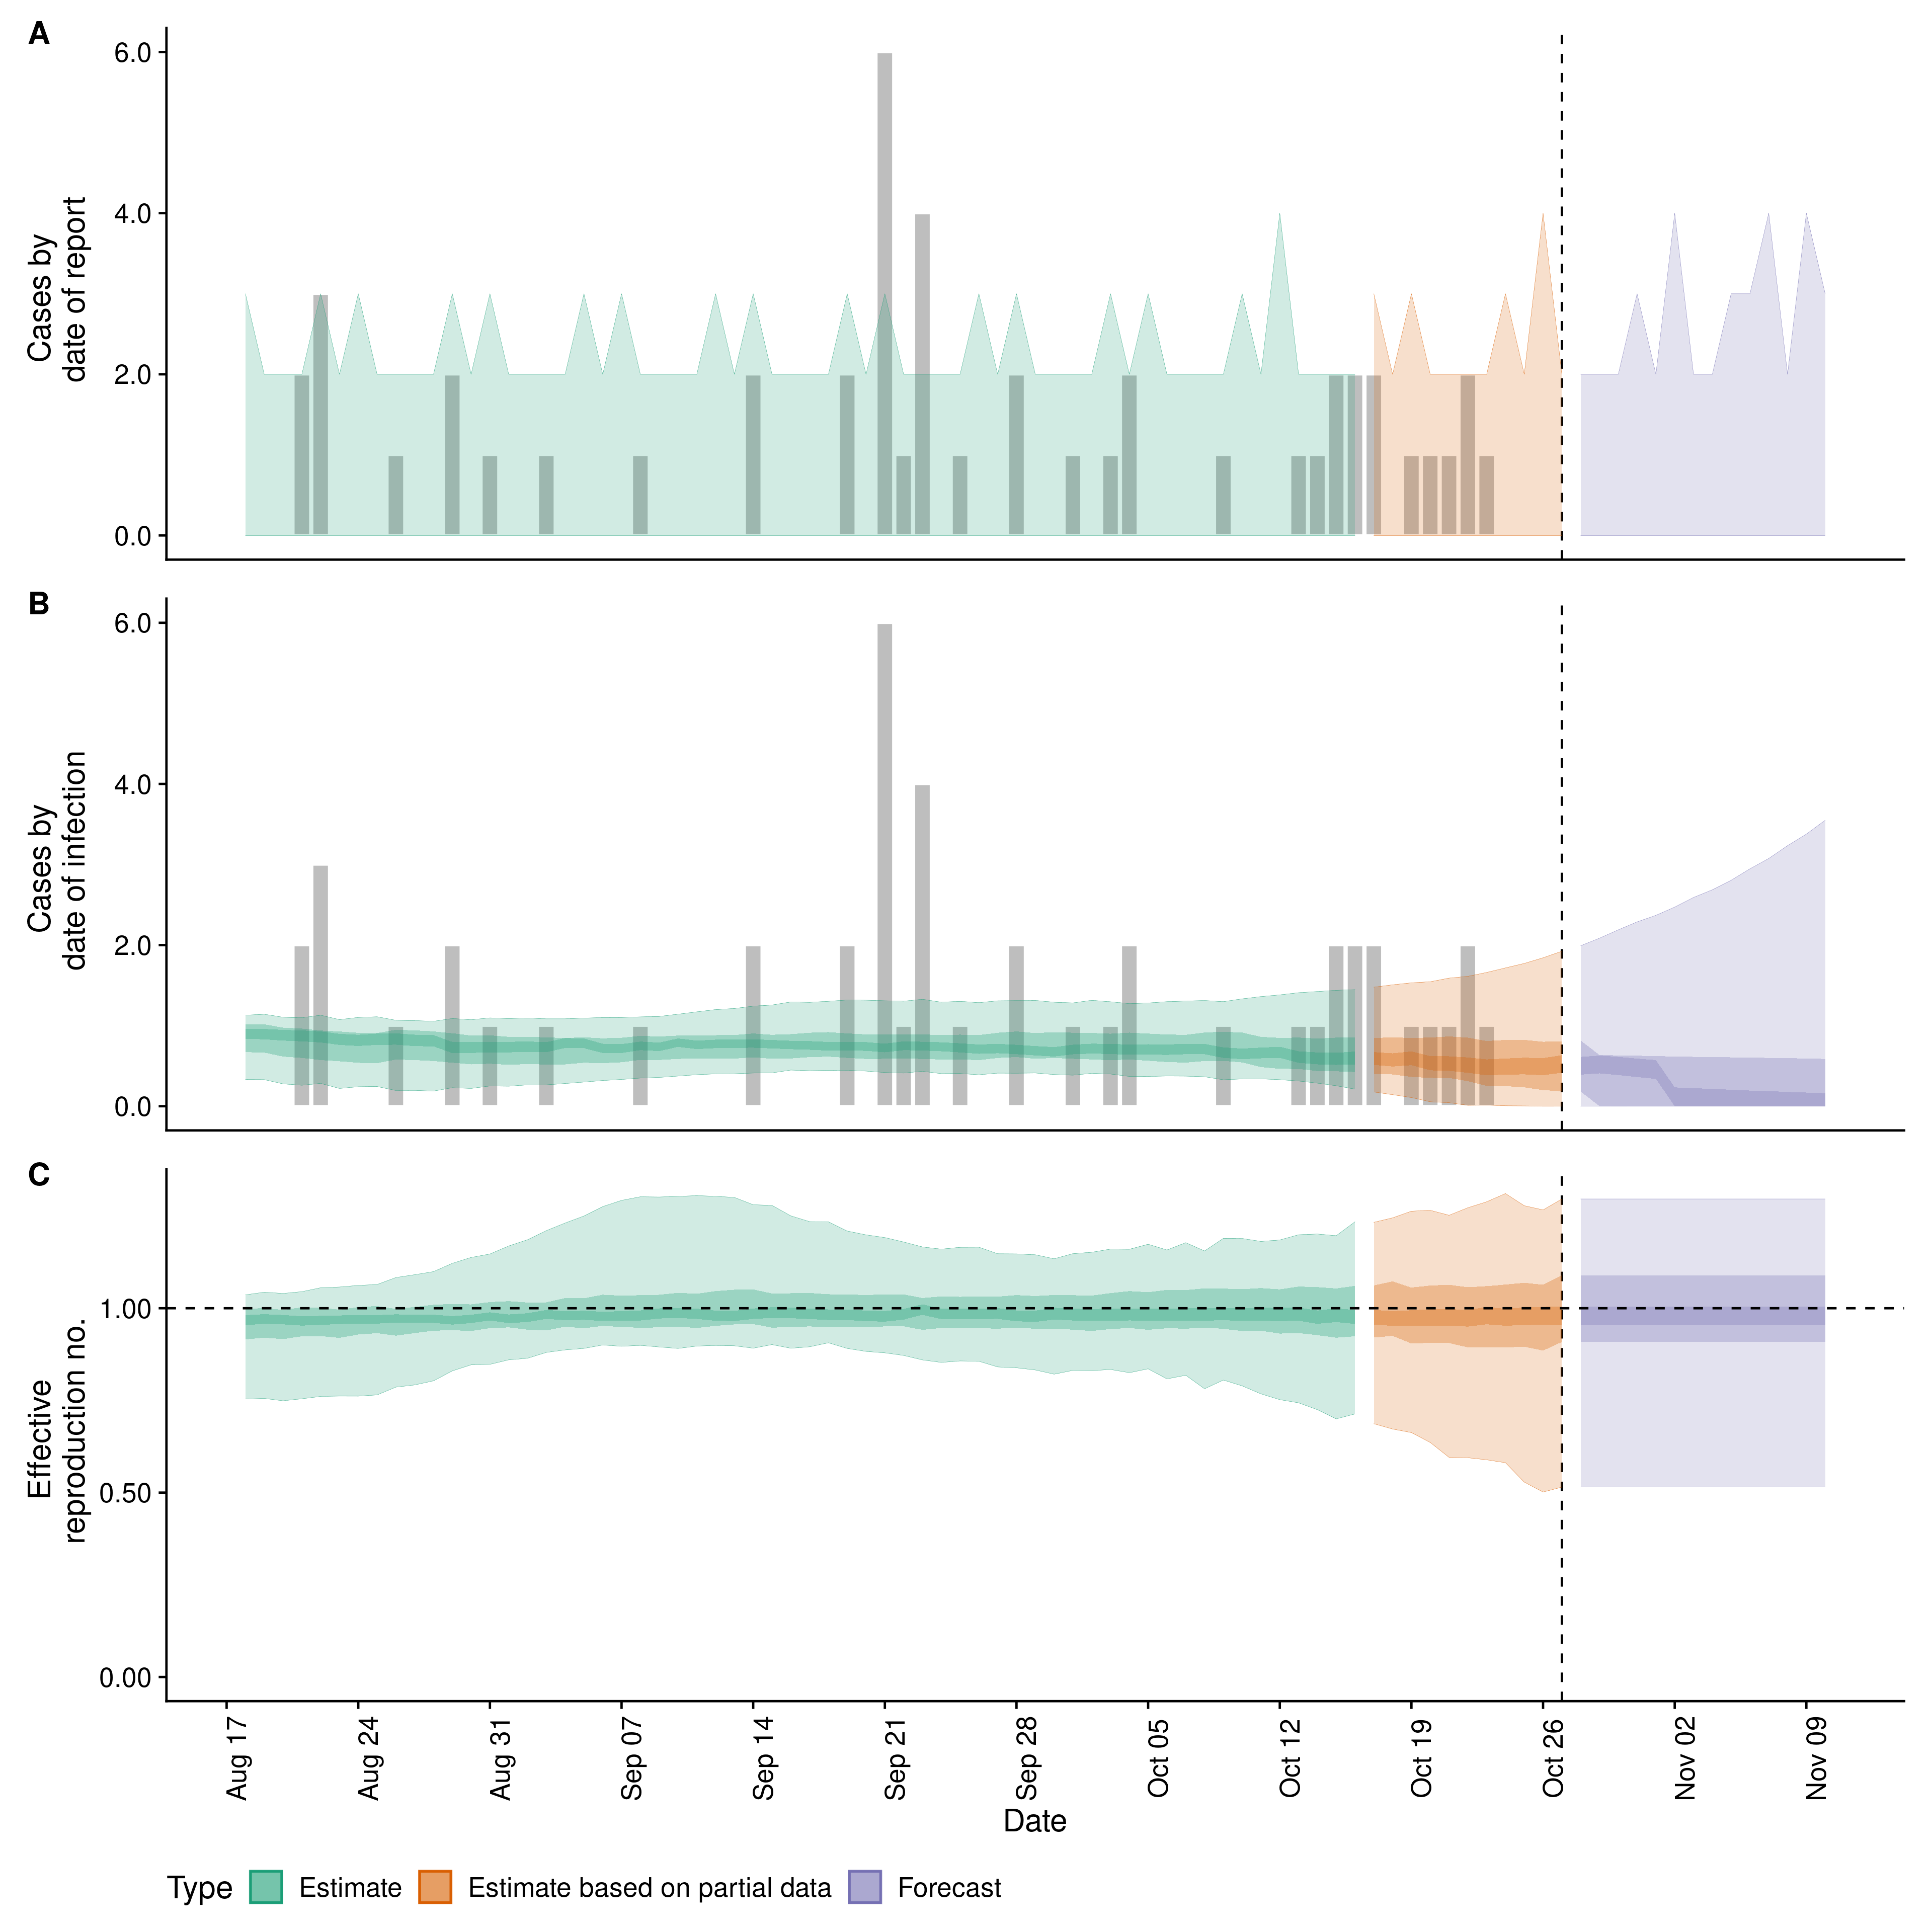 A
Cases by
date of report
6.0
4.0
2.0
0.0
B
Cases by
date of infection
6.0
4.0
2.0
0.0
C
Effective
reproduction no.
1.00
0.50
0.00
Aug 17
Aug 24
Aug 31
Sep 07
Sep 14
Sep 21
Sep 28
Oct 05
Oct 12
Oct 19
Oct 26
Nov 02
Nov 09
Date
Type
Estimate
Estimate based on partial data
Forecast